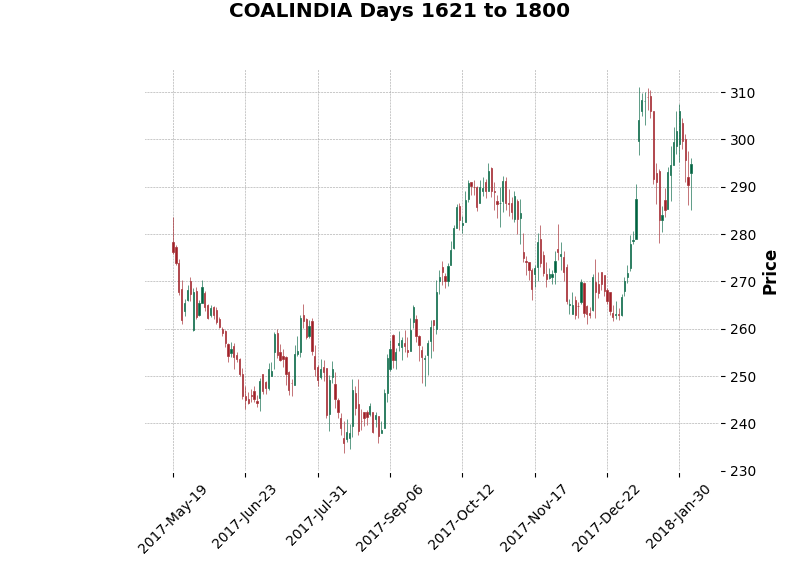 COALINDIA Days 1621 to 1800
310
300
290
280
270
260
250
240
230
Price
2017-May-19
2017-Jun-23
2017-Jul-31
2017-Sep-06
2017-Oct-12
2017-Nov-17
2017-Dec-22
2018-Jan-30